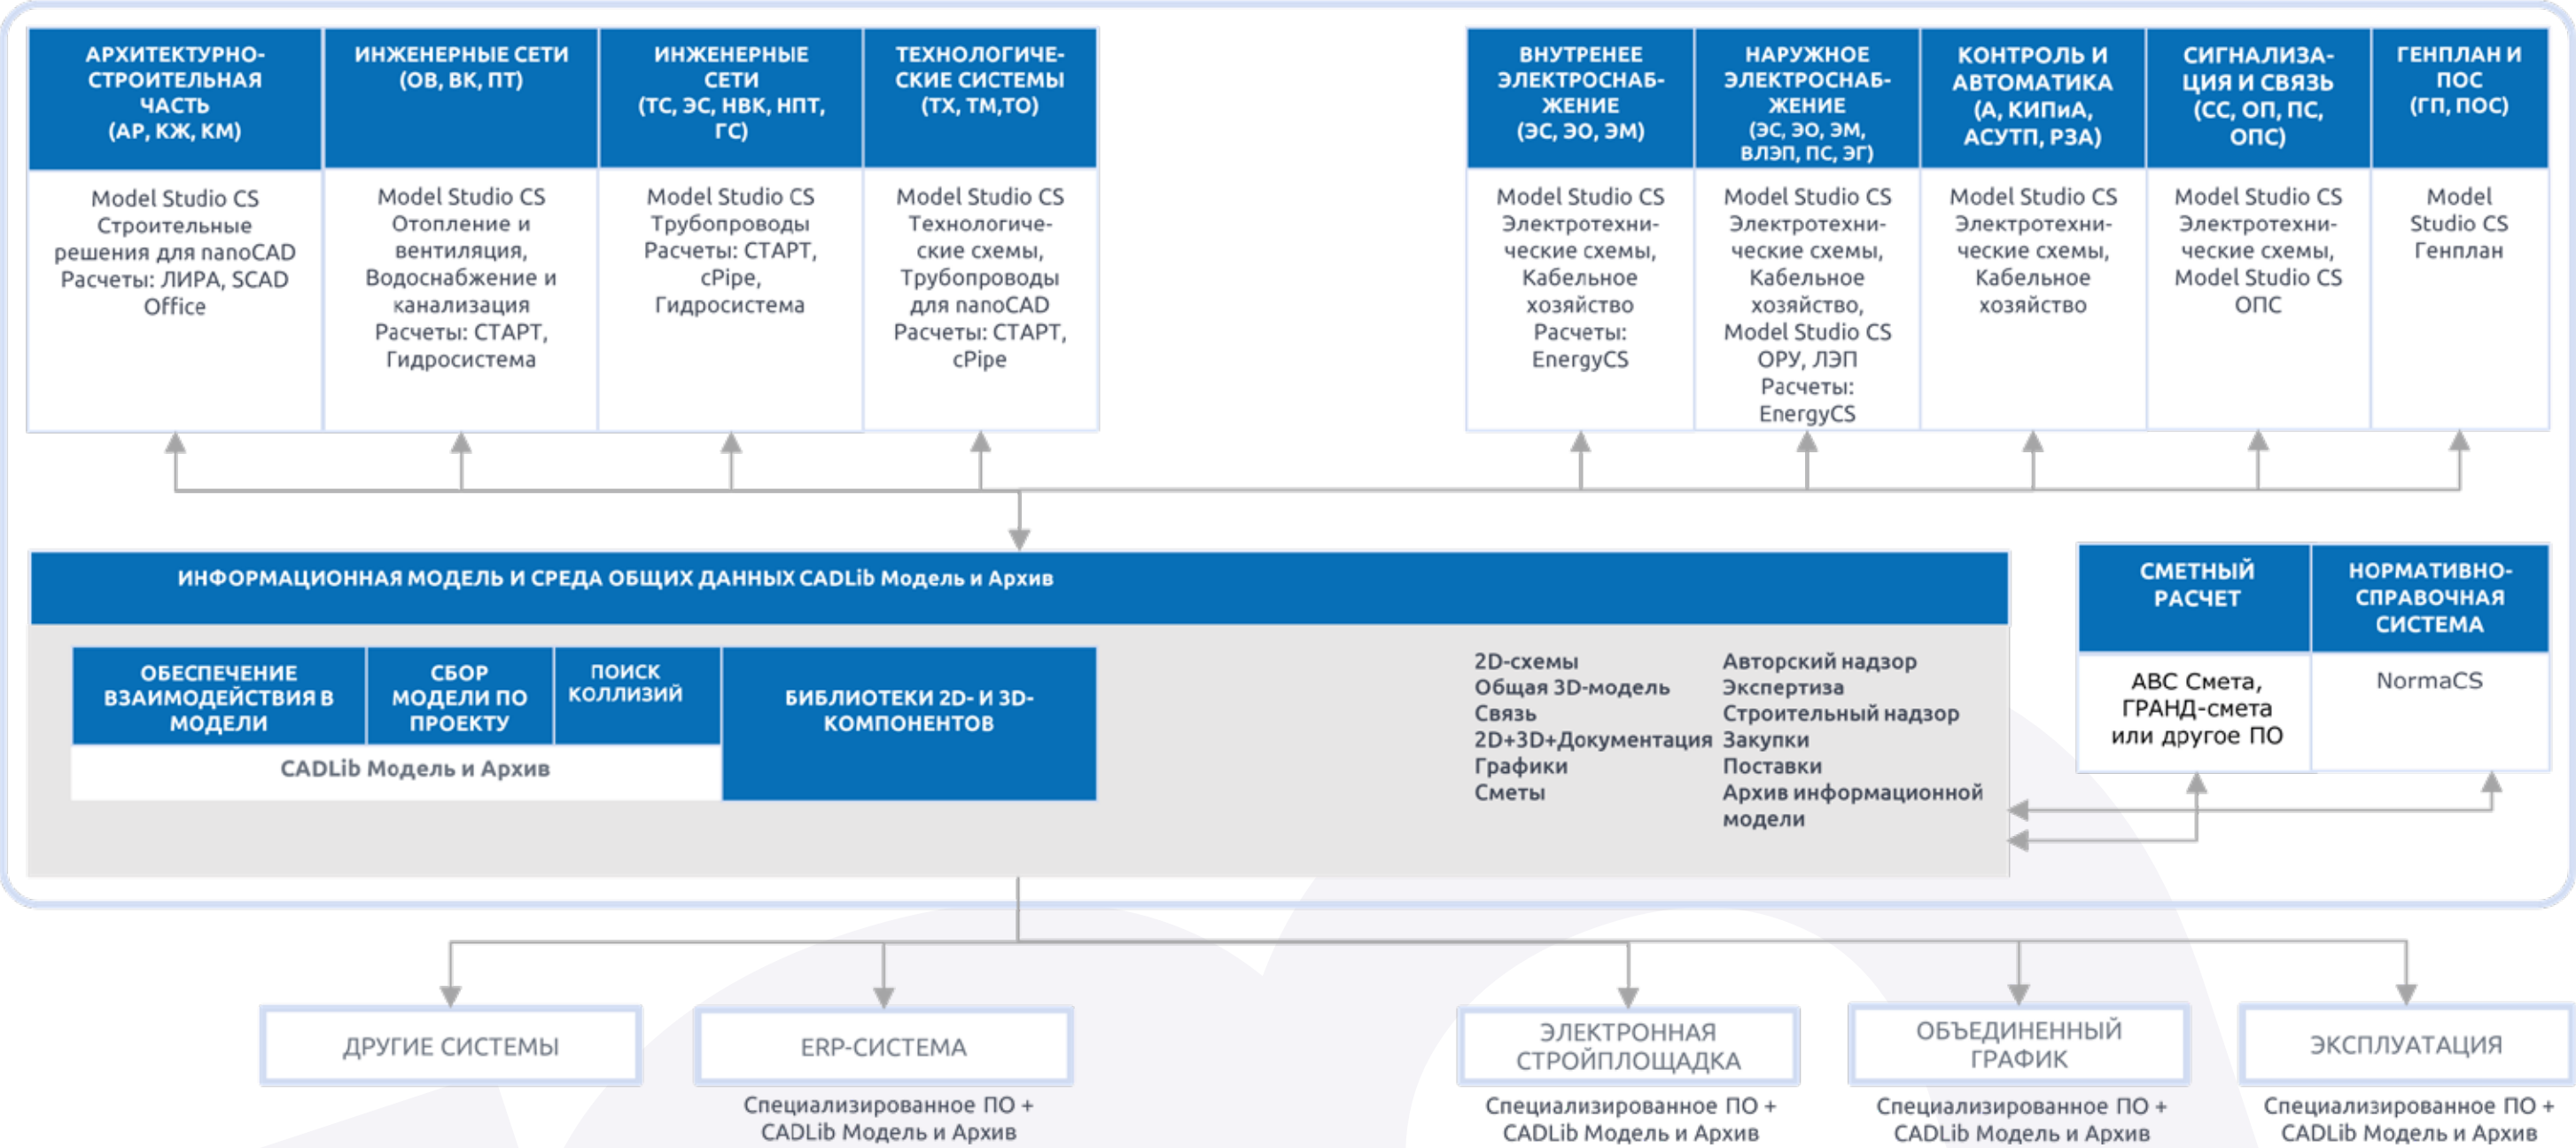 АРХИТЕКТУРНО-
СТРОИТЕЛЬНАЯ
ЧАСТЬ
(АР, КЖ, КМ)
Model Studio CS
Строительные
решения для nanoCAD
Расчеты: ЛИРА, SCAD
Office
ИНЖЕНЕРНЫЕ СЕТИ
(ОВ, ВК, ПТ)
Model Studio CS
Отопление и
вентиляция,
Водоснабжение и
канализация
Расчеты: СТАРТ,
Гидросистема
ИНЖЕНЕРНЫЕ
СЕТИ
(ТС, ЭС, НВК, НПТ,
ГС)
Model Studio CS
Трубопроводы
Расчеты: СТАРТ,
cPipe,
Гидросистема
ТЕХНОЛОГИЧЕ-
СКИЕ СИСТЕМЫ
(ТХ, ТМ,ТО)
Model Studio CS
Технологиче-
ские схемы,
Трубопроводы
для nanoCAD
Расчеты: СТАРТ,
cPipe
ВНУТРЕНЕЕ
ЭЛЕКТРОСНАБ-
ЖЕНИЕ
(ЭС, ЭО, ЭМ)
Model Studio CS
Электротехни-
ческие схемы,
Кабельное
хозяйство
Расчеты:
EnergyCS
НАРУЖНОЕ
ЭЛЕКТРОСНАБ-
ЖЕНИЕ
(ЭС, ЭО, ЭМ,
ВЛЭП, ПС, ЭГ)
Model Studio CS
Электротехни-
ческие схемы,
Кабельное
хозяйство,
Model Studio CS
ОРУ, ЛЭП
Расчеты:
EnergyCS
КОНТРОЛЬ И
АВТОМАТИКА
(А, КИПиА,
АСУТП, РЗА)
Model Studio CS
Электротехни-
ческие схемы,
Кабельное
хозяйство
СИГНАЛИЗА-
ЦИЯ И СВЯЗЬ
(СС, ОП, ПС,
ОПС)
Model Studio CS
Электротехни-
ческие схемы,
Model Studio CS
ОПС
ГЕНПЛАН И
ПОС
(ГП, ПОС)
Model
Studio CS
Генплан
ИНФОРМАЦИОННАЯ МОДЕЛЬ И СРЕДА ОБЩИХ ДАННЫХ CADLib Модель и Архив
ОБЕСПЕЧЕНИЕ
ВЗАИМОДЕЙСТВИЯ В
МОДЕЛИ
СБОР
МОДЕЛИ ПО
ПРОЕКТУ
ПОИСК
КОЛЛИЗИЙ
CADLib Модель и Архив
БИБЛИОТЕКИ 2D- И 3D-
КОМПОНЕНТОВ
2D-схемы
Общая 3D-модель
Связь
2D+3D+Документация
Графики
Сметы
Авторский надзор
Экспертиза
Строительный надзор
Закупки
Поставки
Архив информационной
модели
СМЕТНЫЙ
РАСЧЕТ
АВС Смета,
ГРАНД-смета
или другое ПО
НОРМАТИВНО-
СПРАВОЧНАЯ
СИСТЕМА
NormaCS
ДРУГИЕ СИСТЕМЫ
ERP-СИСТЕМА
Специализированное ПО +
CADLib Модель и Архив
ЭЛЕКТРОННАЯ
СТРОЙПЛОЩАДКА
Специализированное ПО +
CADLib Модель и Архив
ОБЪЕДИНЕННЫЙ
ГРАФИК
Специализированное ПО +
CADLib Модель и Архив
ЭКСПЛУАТАЦИЯ
Специализированное ПО +
CADLib Модель и Архив